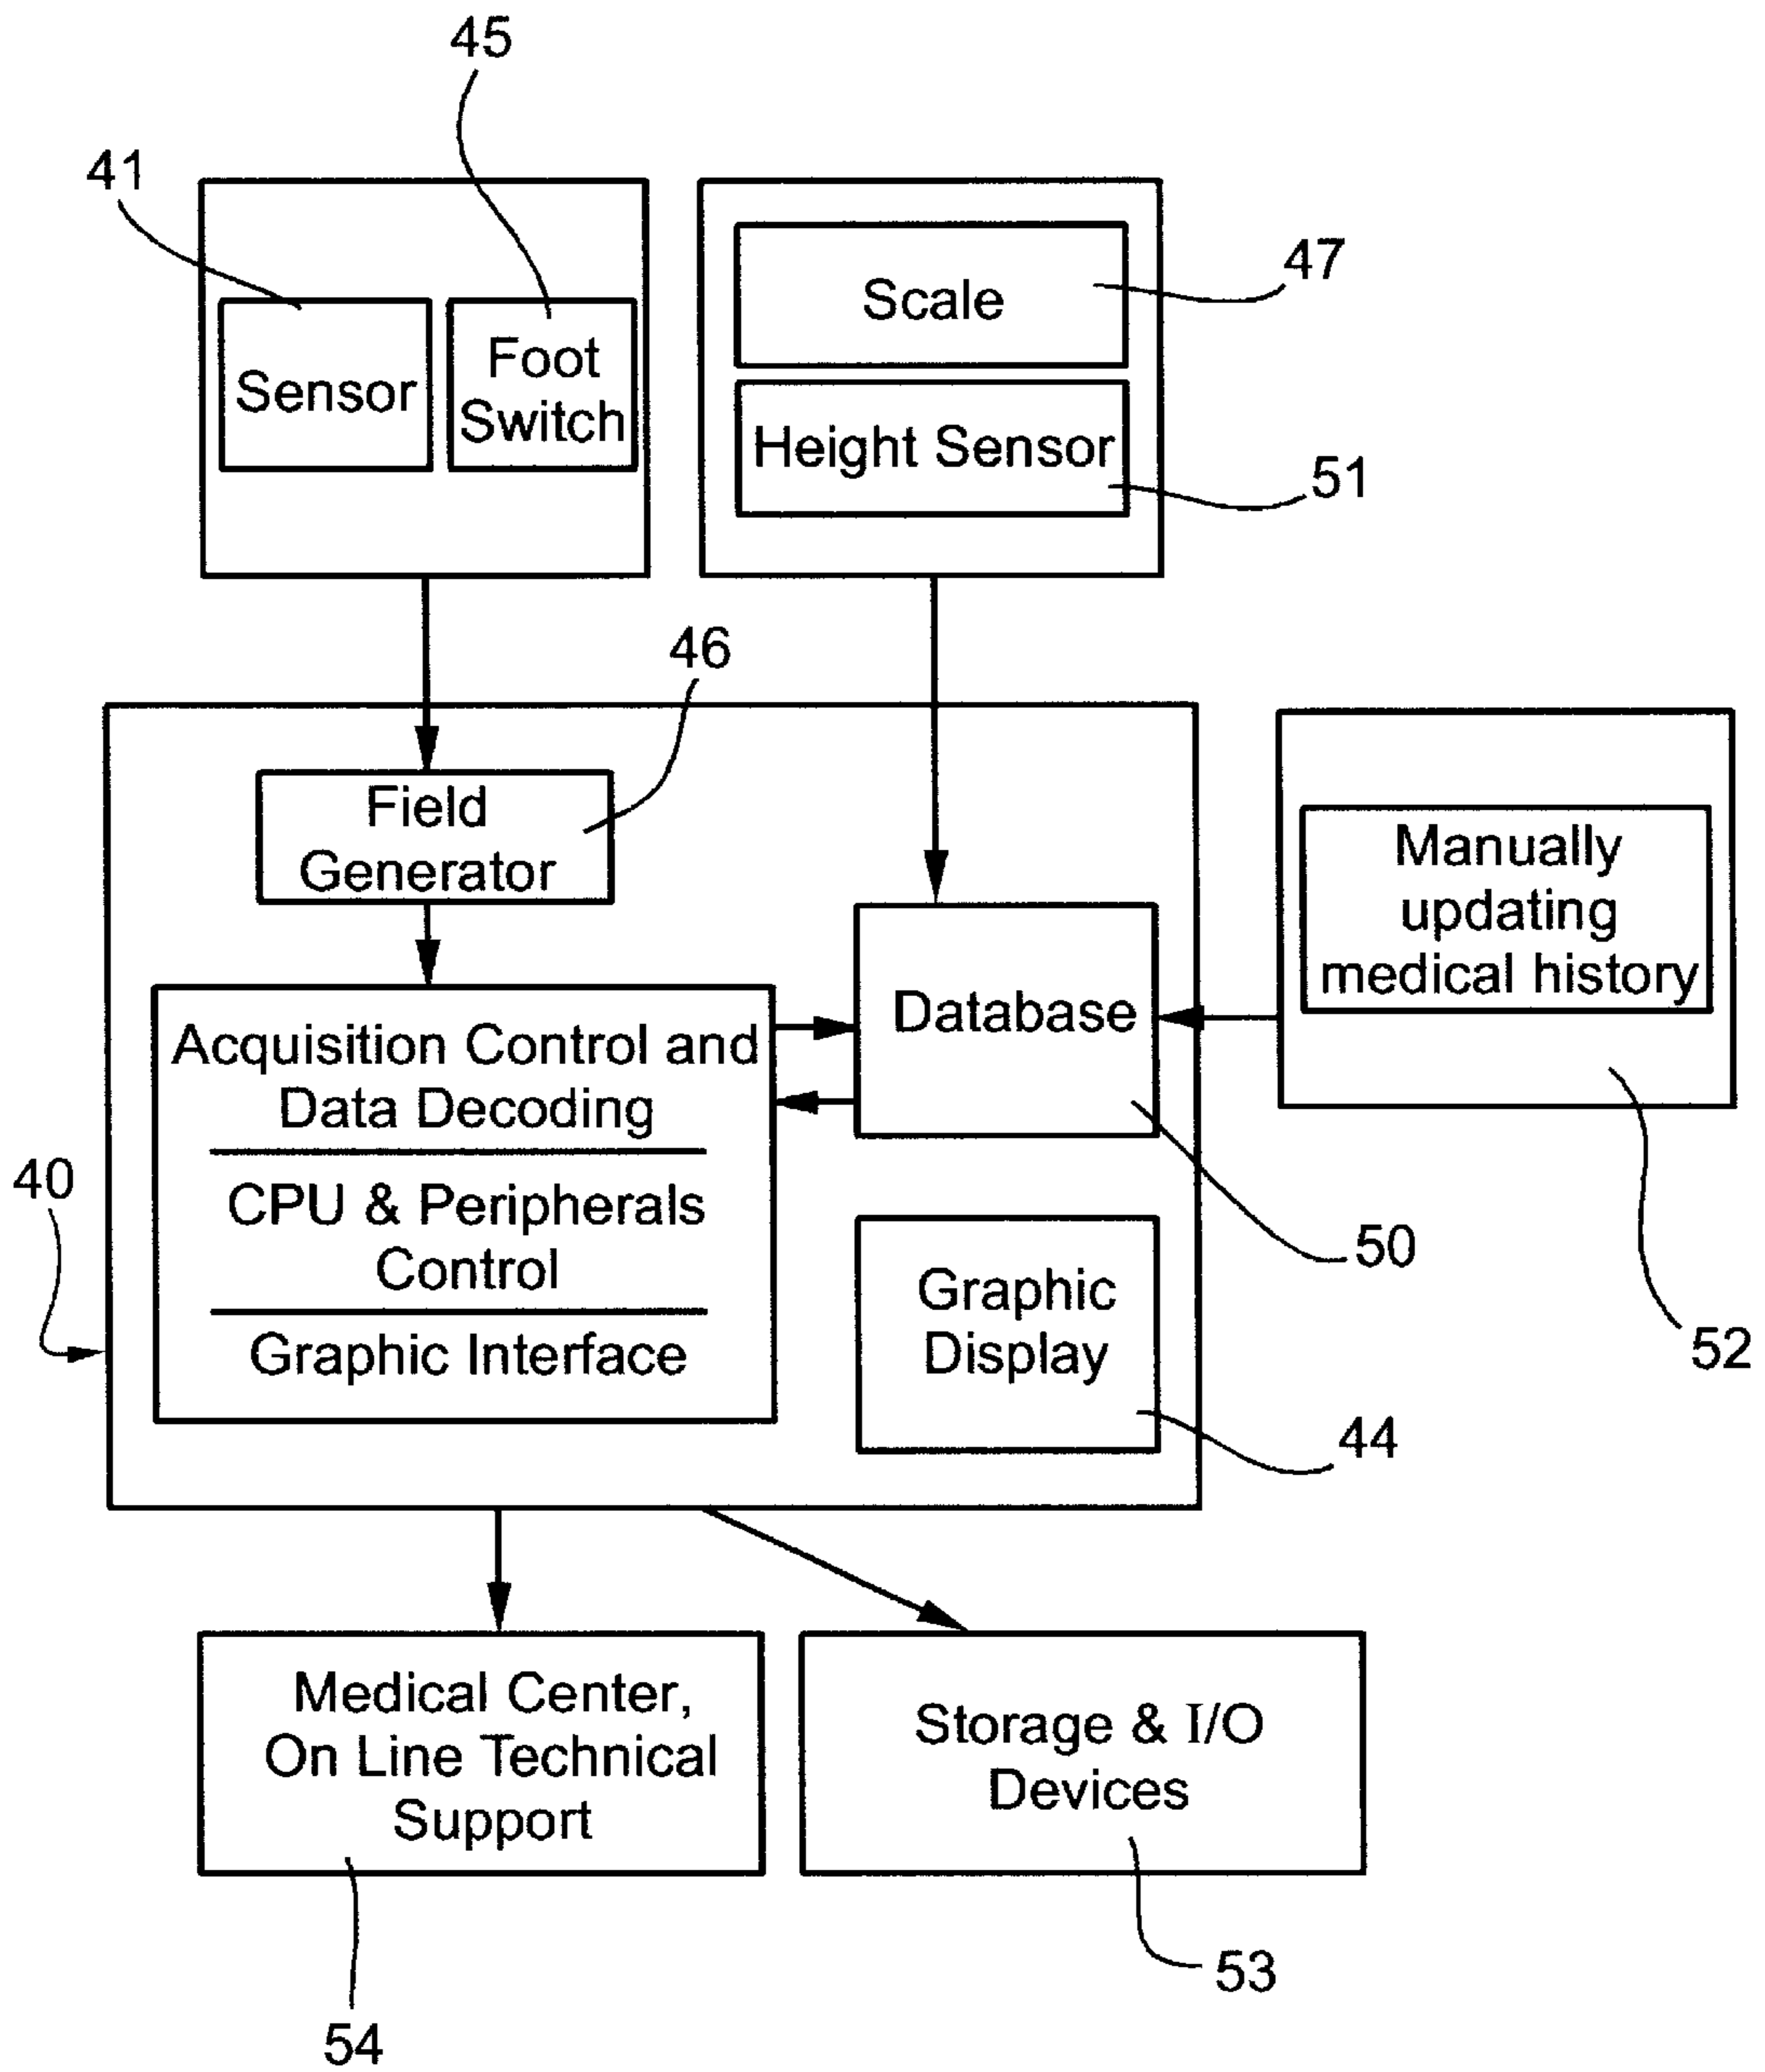 45
41
47
Scale
Sensor
Foot
Switch
Height Sensor
51
46
Field
Generator
Manually
updating
medical history
Database
Acquisition Control and
Data Decoding
CPU & Peripherals
Control
Graphic Interface
40
50
Graphic
Display
52
44
Medical Center,
On Line Technical
Support
Storage & I/O
Devices
53
54